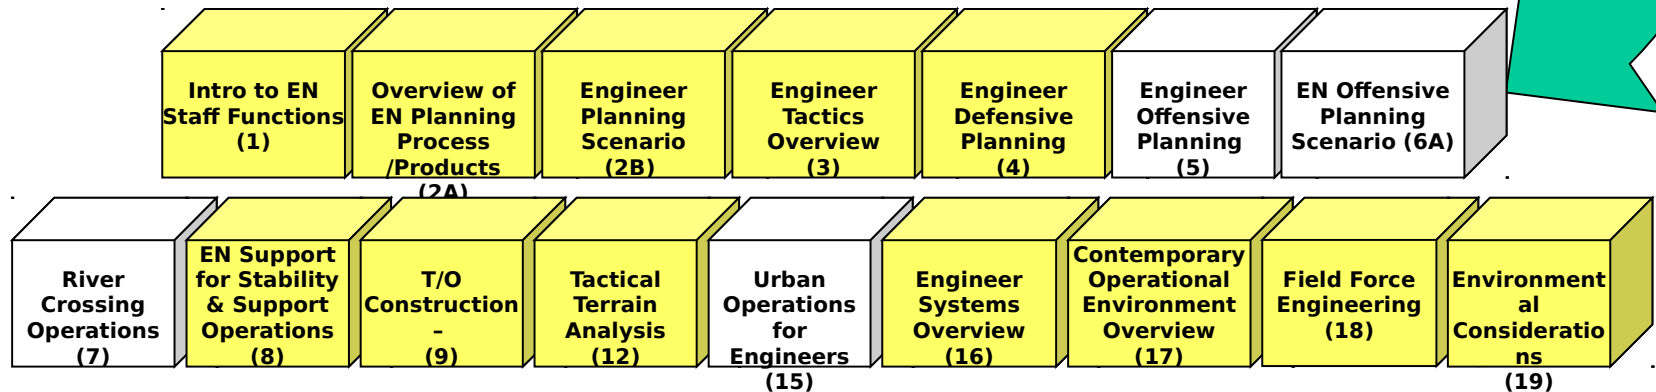 Intro to EN
Staff Functions
(1)
Overview of
EN Planning
Process
/Products
(2A)
Engineer
Planning
Scenario
(2B)
Engineer
Tactics
Overview
(3)
Engineer
Defensive
Planning
(4)
Engineer
Offensive
Planning
(5)
EN Offensive
Planning
Scenario (6A)
River
Crossing
Operations
(7)
EN Support
for Stability
& Support
Operations
(8)
T/O
Construction
–
(9)
Tactical
Terrain
Analysis
(12)
Urban
Operations
for
Engineers
(15)
Engineer
Systems
Overview
(16)
Contemporary
Operational
Environment
Overview
(17)
Field Force
Engineering
(18)
Environment
al
Consideratio
ns
(19)